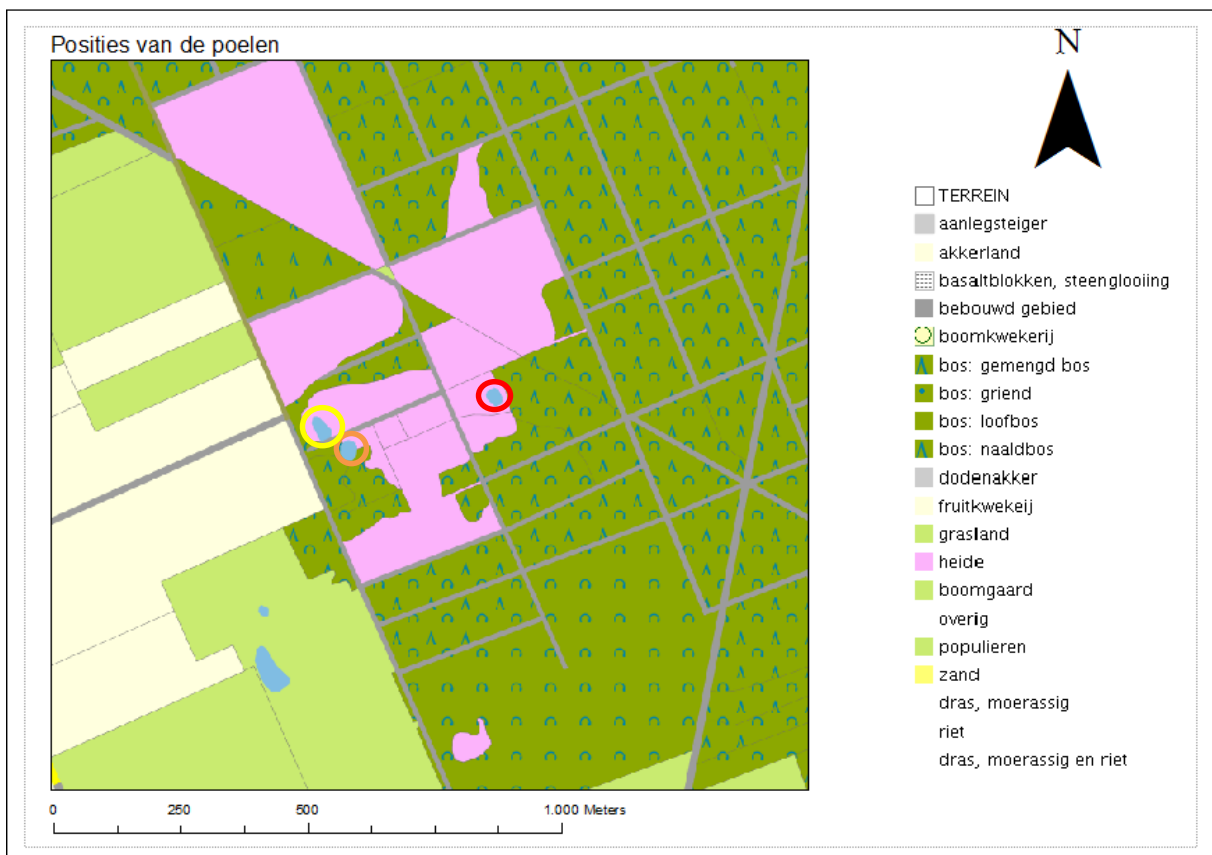 Posities van de poelen
N
TERREIN
aanlegsteiger
akkerland
basaltblokken, steenglooiing
bebouwd gebied
boomkwekerij
bos: gemengd bos
bos: griend
bos: loofbos
bos: naaldbos
dodenakker
fruitkwekeij
grasland
heide
boomgaard
overig
populieren
zand
dras, moerassig
riet
dras, moerassig en riet
0 250 500 1.000 Meters